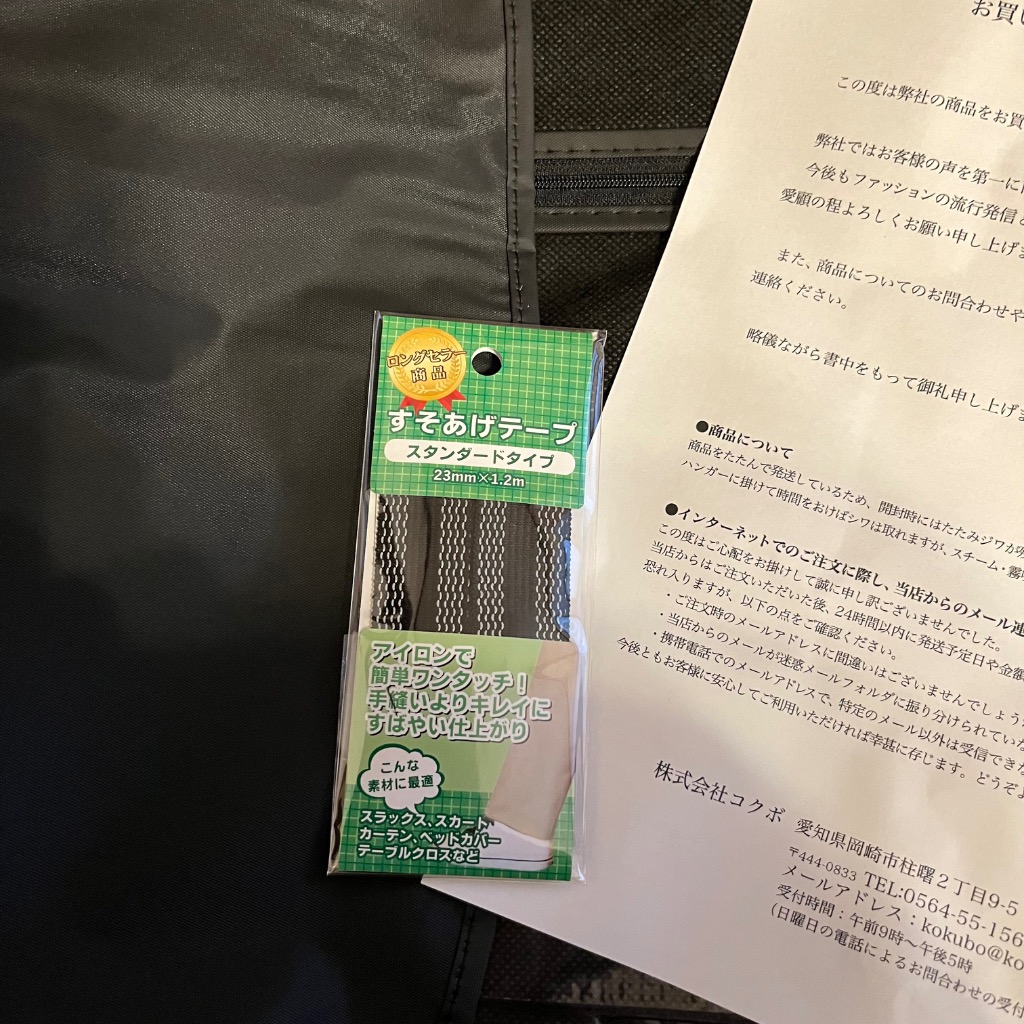 ロングセラー
商品
すそあげテープ
スタンダードタイプ
23mm×1.2m
アイロンで
簡単ワンタッチ！
手縫いよりキレイに
すばやい仕上がり
こんな
素材に最適
スラックス、スカート
カーテン、ベットカバー
テーブルクロスなど
お買い
この度は弊社の商品をお買
弊社ではお客様の声を第一に
今後もファッションの流行発信
愛顧の程よろしくお願い申し上げ
また、商品についてのお問合わせや
連絡ください。
略儀ながら書中をもって御礼申し上げ
●商品について
商品をたたんで発送しているため、開封時にはたたみジワが
ハンガーに掛けて時間をおけばシワは取れますが、スチーム・霧
●インターネットでのご注文に際し、当店からのメール連
この度はご心配をお掛けして誠に申し訳ございませんでした。
当店からはご注文いただいた後、24時間以内に発送予定日や金額
恐れ入りますが、以下の点をご確認ください。
・ご注文時のメールアドレスに間違いはございませんでしょう
・当店からのメールが迷惑メールフォルダに振り分けられていな
・携帯電話でのメールアドレスで、特定のメール以外は受信でき
今後ともお客様に安心してご利用いただければ幸甚に存じます。どうぞ
株式会社コクボ
愛知県岡崎市柱曙２丁目9-5
〒444-0833 TEL:0564-55-156
メールアドレス：kokubo@ko
受付時間：午前9時〜午後5時
(日曜日の電話によるお問合わせの受付